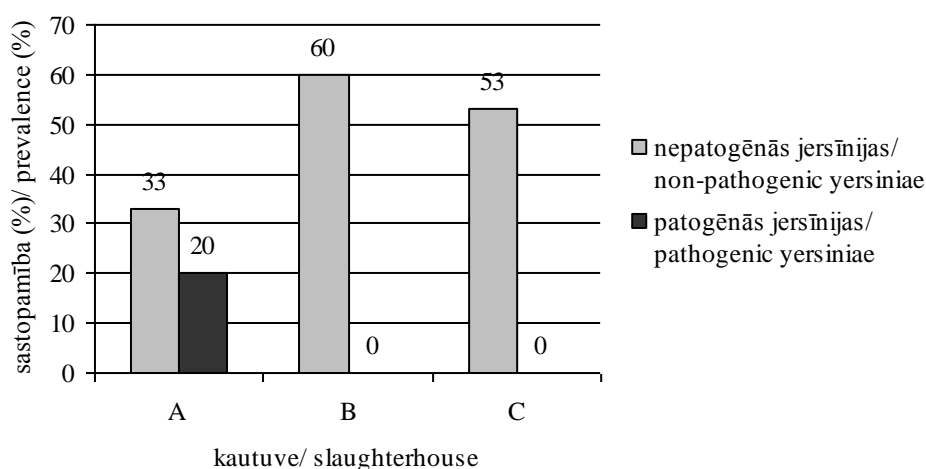 sastopamība (%)/ prevalence (%)
70
60
50
40
30
20
10
0
33
20
60
0
53
0
A
B
C
kautuve/ slaughterhouse
nepatogēnās jersīnijas/
non-pathogenic yersiniae
patogēnās jersīnijas/
pathogenic yersiniae